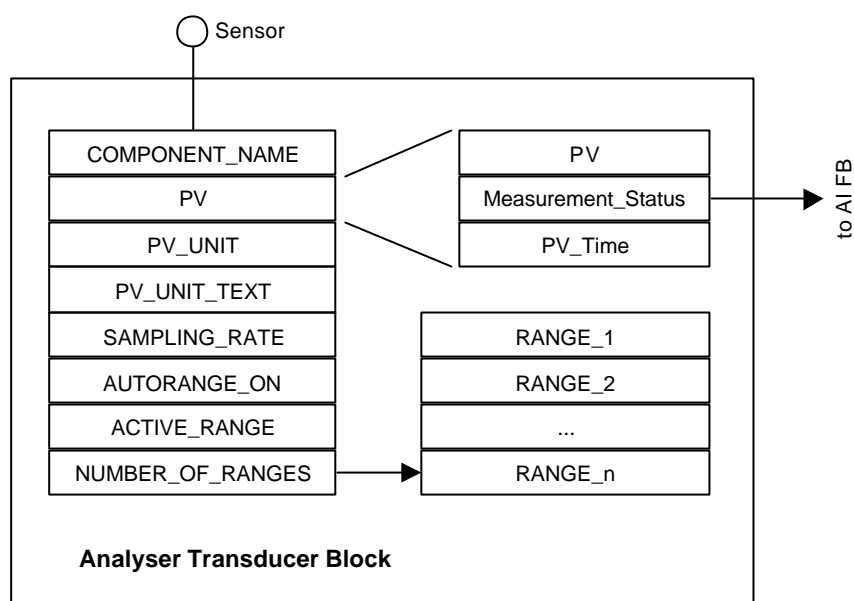 Sensor
COMPONENT_NAME
PV
PV_UNIT
PV_UNIT_TEXT
SAMPLING_RATE
AUTORANGE_ON
ACTIVE_RANGE
NUMBER_OF_RANGES
PV
Measurement_Status
PV_Time
RANGE_1
RANGE_2
...
RANGE_n
to AI FB
Analyser Transducer Block